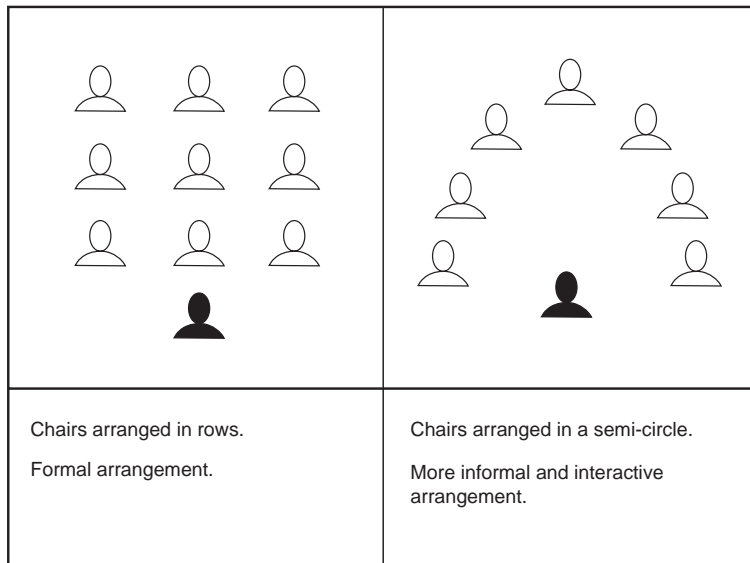 Chairs arranged in rows.
Formal arrangement.
Chairs arranged in a semi-circle.
More informal and interactive
arrangement.